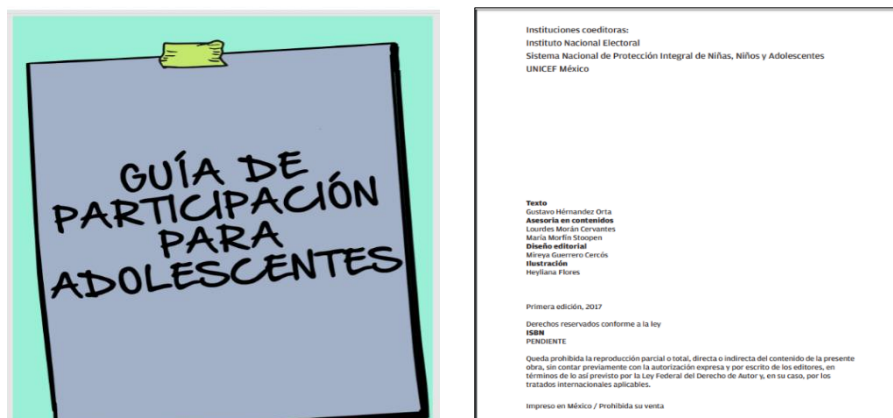 GUÍA DE
PARTICIPACIÓN
PARA
ADOLESCENTES
Instituciones coeditoras:
Instituto Nacional Electoral
Sistema Nacional de Protección Integral de Niñas, Niños y Adolescentes
UNICEF México
Texto
Gustavo Hérnandez Orta
Asesoría en contenidos
Lourdes Morán Cervantes
María Morfín Stoopen
Diseño editorial
Mireya Guerrero Cercós
Ilustración
Heyliana Flores
Primera edición, 2017
Derechos reservados conforme a la ley
ISBN
PENDIENTE
Queda prohibida la reproducción parcial o total, directa o indirecta del contenido de la presente
obra, sin contar previamente con la autorización expresa y por escrito de los editores, en
términos de lo así previsto por la Ley Federal del Derecho de Autor y, en su caso, por los
tratados internacionales aplicables.
Impreso en México / Prohibida su venta